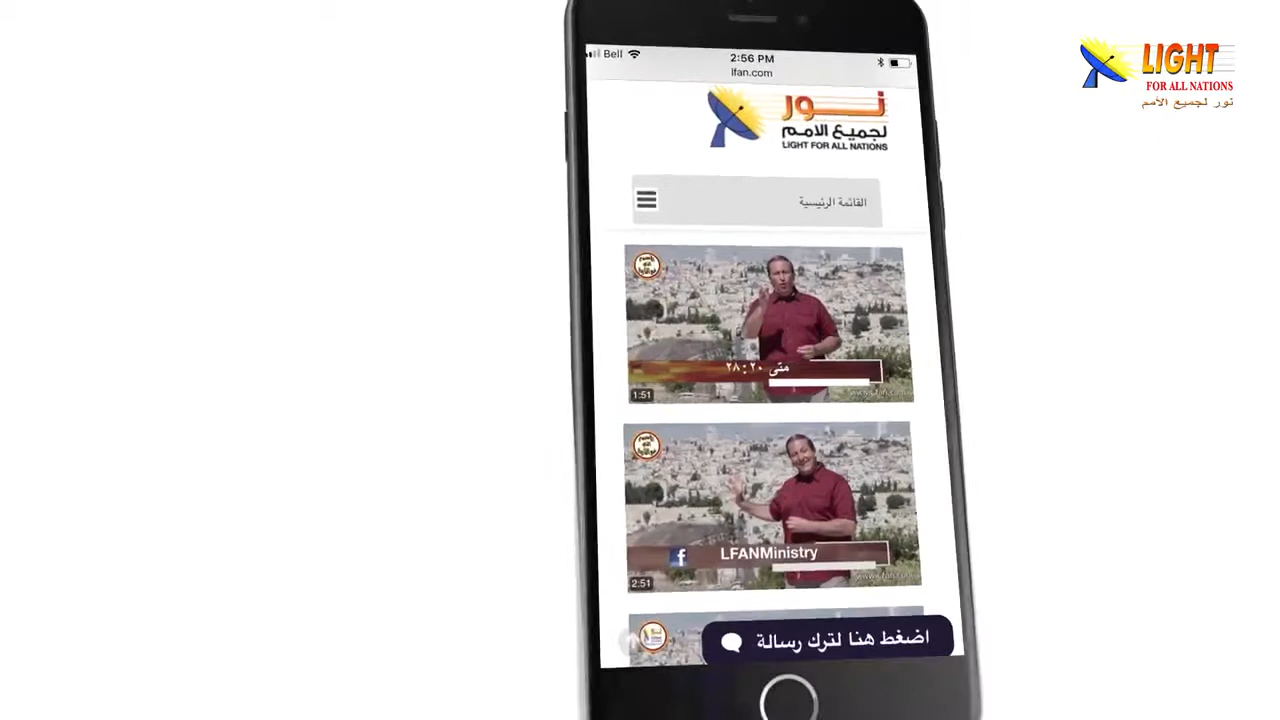 LIGHT
FOR ALL NATIONS
نور لجميع الأمم
Bell
2:56 PM
lfan.com
نور
لجميع الامم
LIGHT FOR ALL NATIONS
القائمة الرئيسية
متى ٢٨:٢٠
1:51
LFANMinistry
2:51
اضغط هنا لترك رسالة